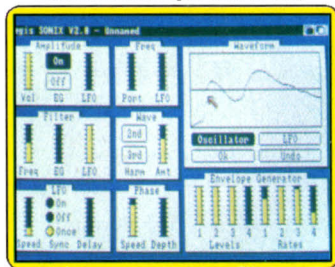 egis SONIX V2.0 - Unnamed
Amplitude
On
Off
Vol EG LFO
Freq
Port LFO
Waveform
Oscillator LFO
Ok Undo
Filter
Freq EG LFO
Wave
2nd
3rd
Harm Amt
LFO
On
Off
Once
Speed Sync Delay
Phase
Speed Depth
Envelope Generator
1 2 3 4 1 2 3 4
Levels Rates